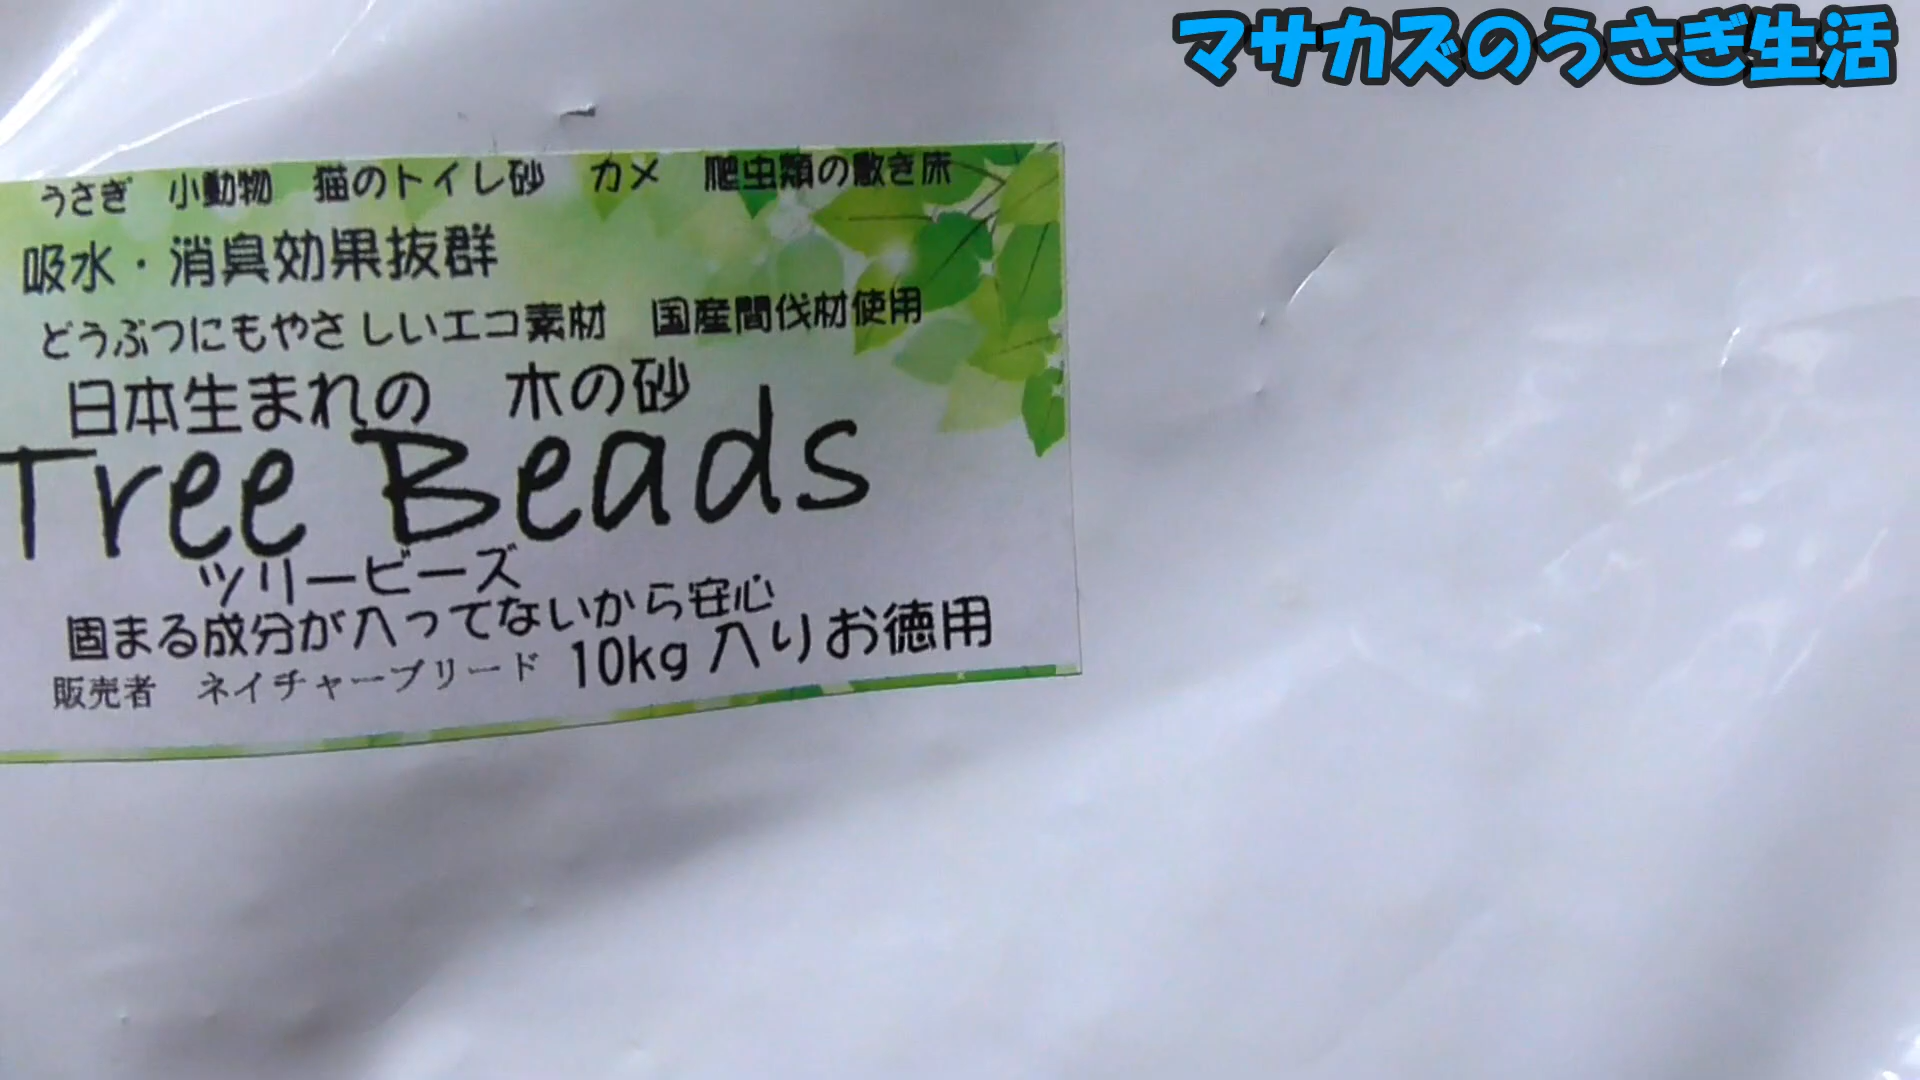 マサカズのうさぎ生活
うさぎ 小動物 猫のトイレ砂 カメ 爬虫類の敷き床
吸水・消臭効果抜群
どうぶつにもやさしいエコ素材 国産間伐材使用
日本生まれの 木の砂
Tree Beads
ツリービーズ
固まる成分が入ってないから安心
販売者 ネイチャーブリード 10kg入りお徳用